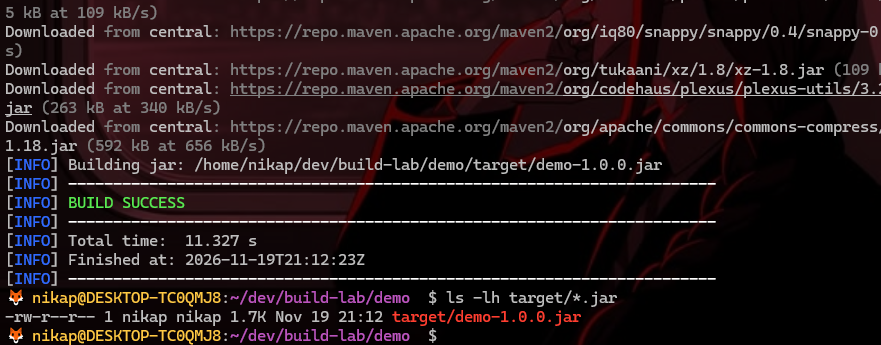 5 kB at 109 kB/s)
Downloaded from central: https://repo.maven.apache.org/maven2/org/iq80/snappy/snappy/0.4/snappy-0
s)
Downloaded from central: https://repo.maven.apache.org/maven2/org/tukaani/xz/1.8/xz-1.8.jar (109 k
Downloaded from central: https://repo.maven.apache.org/maven2/org/codehaus/plexus/plexus-utils/3.2
jar (263 kB at 340 kB/s)
Downloaded from central: https://repo.maven.apache.org/maven2/org/apache/commons/commons-compress/
1.18.jar (592 kB at 656 kB/s)
[INFO] Building jar: /home/nikap/dev/build-lab/demo/target/demo-1.0.0.jar
[INFO] ------------------------------------------------------------------------
[INFO] BUILD SUCCESS
[INFO] ------------------------------------------------------------------------
[INFO] Total time:  11.327 s
[INFO] Finished at: 2026-11-19T21:12:23Z
[INFO] ------------------------------------------------------------------------
🦊 nikap@DESKTOP-TC0QMJ8:~/dev/build-lab/demo  $ ls -lh target/*.jar
-rw-r--r-- 1 nikap nikap 1.7K Nov 19 21:12 target/demo-1.0.0.jar
🦊 nikap@DESKTOP-TC0QMJ8:~/dev/build-lab/demo  $